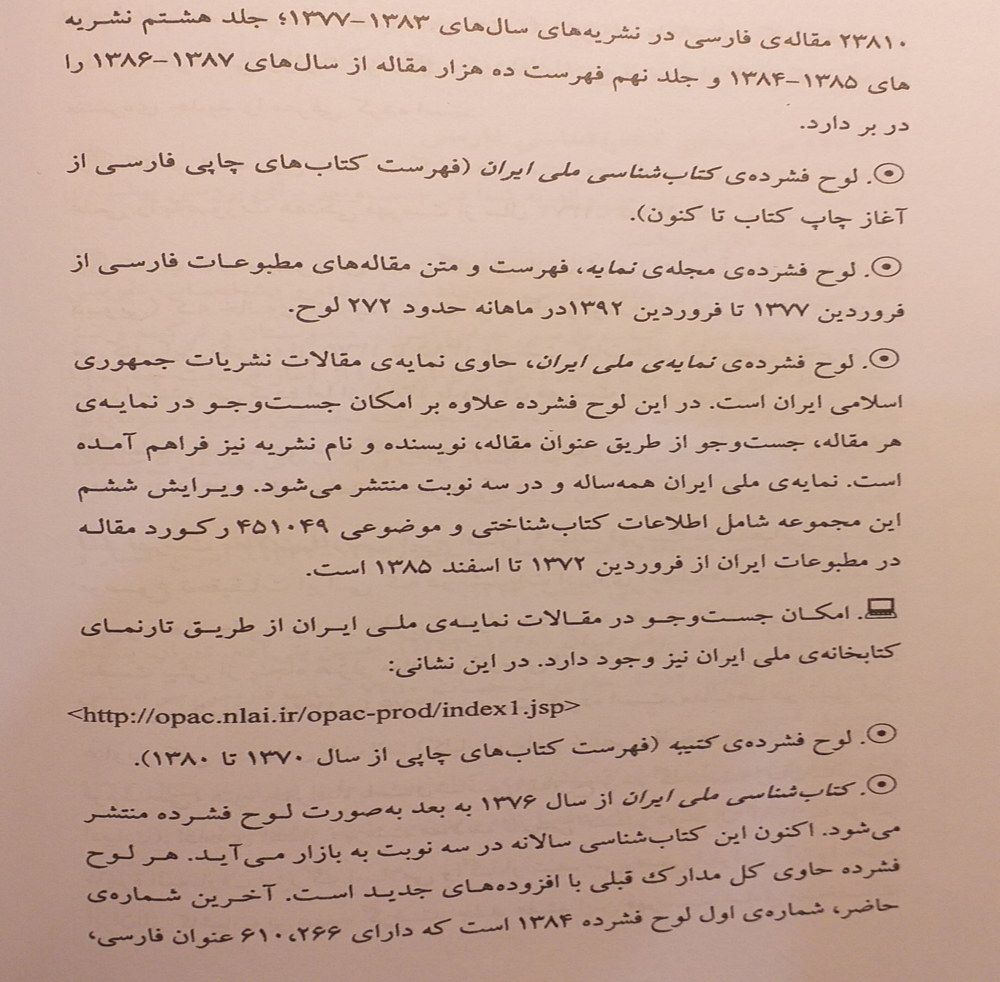 ۲۳۸۱۰ مقاله‌ی فارسی در نشریه‌های سال‌های ۱۳۸۳-۱۳۷۷؛ جلد هشتم نشریه
های ۱۳۸۵-۱۳۸۴ و جلد نهم فهرست ده هزار مقاله از سال‌های ۱۳۸۷-۱۳۸۶ را
در بر دارد.
⊙. لوح فشرده‌ی کتاب‌شناسی ملی ایران (فهرست کتاب‌های چاپی فارسی از
آغاز چاپ کتاب تا کنون).
⊙. لوح فشرده‌ی مجله‌ی نمایه، فهرست و متن مقاله‌های مطبوعات فارسی از
فروردین ۱۳۷۷ تا فروردین ۱۳۹۲در ماهانه حدود ۲۷۲ لوح.
⊙. لوح فشرده‌ی نمایه‌ی ملی ایران، حاوی نمایه‌ی مقالات نشریات جمهوری
اسلامی ایران است. در این لوح فشرده علاوه بر امکان جست‌وجو در نمایه‌ی
هر مقاله، جست‌وجو از طریق عنوان مقاله، نویسنده و نام نشریه نیز فراهم آمده
است. نمایه‌ی ملی ایران همه‌ساله و در سه نوبت منتشر می‌شود. ویرایش ششم
این مجموعه شامل اطلاعات کتاب‌شناختی و موضوعی ۴۵۱۰۴۹ رکورد مقاله
در مطبوعات ایران از فروردین ۱۳۷۲ تا اسفند ۱۳۸۵ است.
💻. امکان جست‌وجو در مقالات نمایه‌ی ملی ایران از طریق تارنمای
کتابخانه‌ی ملی ایران نیز وجود دارد. در این نشانی:
<http://opac.nlai.ir/opac-prod/index1.jsp>
⊙. لوح فشرده‌ی کتیبه (فهرست کتاب‌های چاپی از سال ۱۳۷۰ تا ۱۳۸۰).
⊙. کتاب‌شناسی ملی ایران از سال ۱۳۷۶ به بعد به‌صورت لوح فشرده منتشر
می‌شود. اکنون این کتاب‌شناسی سالانه در سه نوبت به بازار می‌آید. هر لوح
فشرده حاوی کل مدارک قبلی با افزوده‌های جدید است. آخرین شماره‌ی
حاضر، شماره‌ی اول لوح فشرده ۱۳۸۴ است که دارای ۶۱۰،۲۶۶ عنوان فارسی،